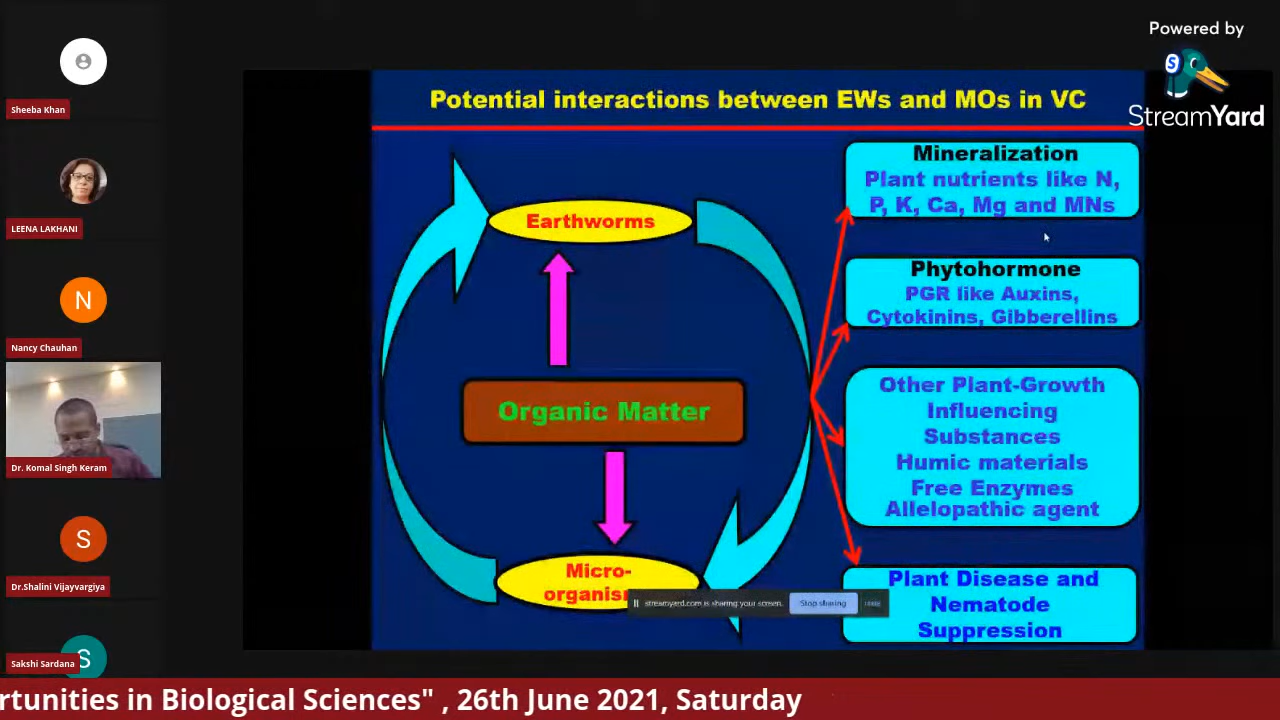 Powered by
StreamYard
Sheeba Khan
LEENA LAKHANI
N
Nancy Chauhan
Dr. Komal Singh Keram
S
Dr.Shalini Vijayvargiya
S
Sakshi Sardana
Potential interactions between EWs and MOs in VC
Earthworms
Organic Matter
Micro-
Mineralization
Plant nutrients like N,
P, K, Ca, Mg and MNs
Phytohormone
PGR like Auxins,
Cytokinins, Gibberellins
Other Plant-Growth
Influencing
Substances
Humic materials
Free Enzymes
Allelopathic agent
Plant Disease and
Nematode
Suppression
streamyard.com is sharing your screen.
Stop sharing
Hide
rtunities in Biological Sciences" , 26th June 2021, Saturday